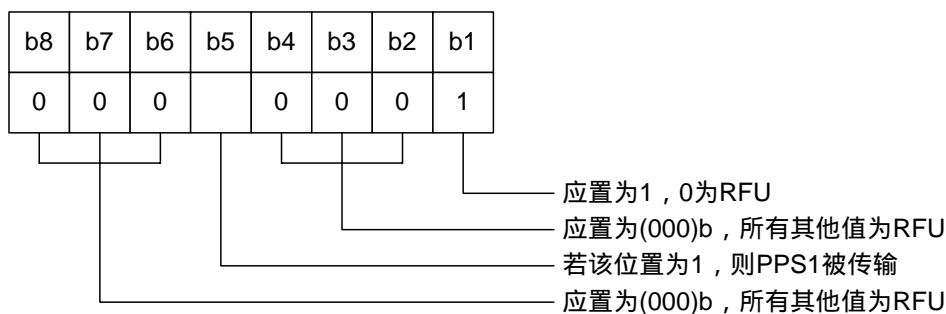 b8 b7 b6 b5 b4 b3 b2 b1
0 0 0 0 0 0 1
应置为1，0为RFU
应置为(000)b，所有其他值为RFU
若该位置为1，则PPS1被传输
应置为(000)b，所有其他值为RFU